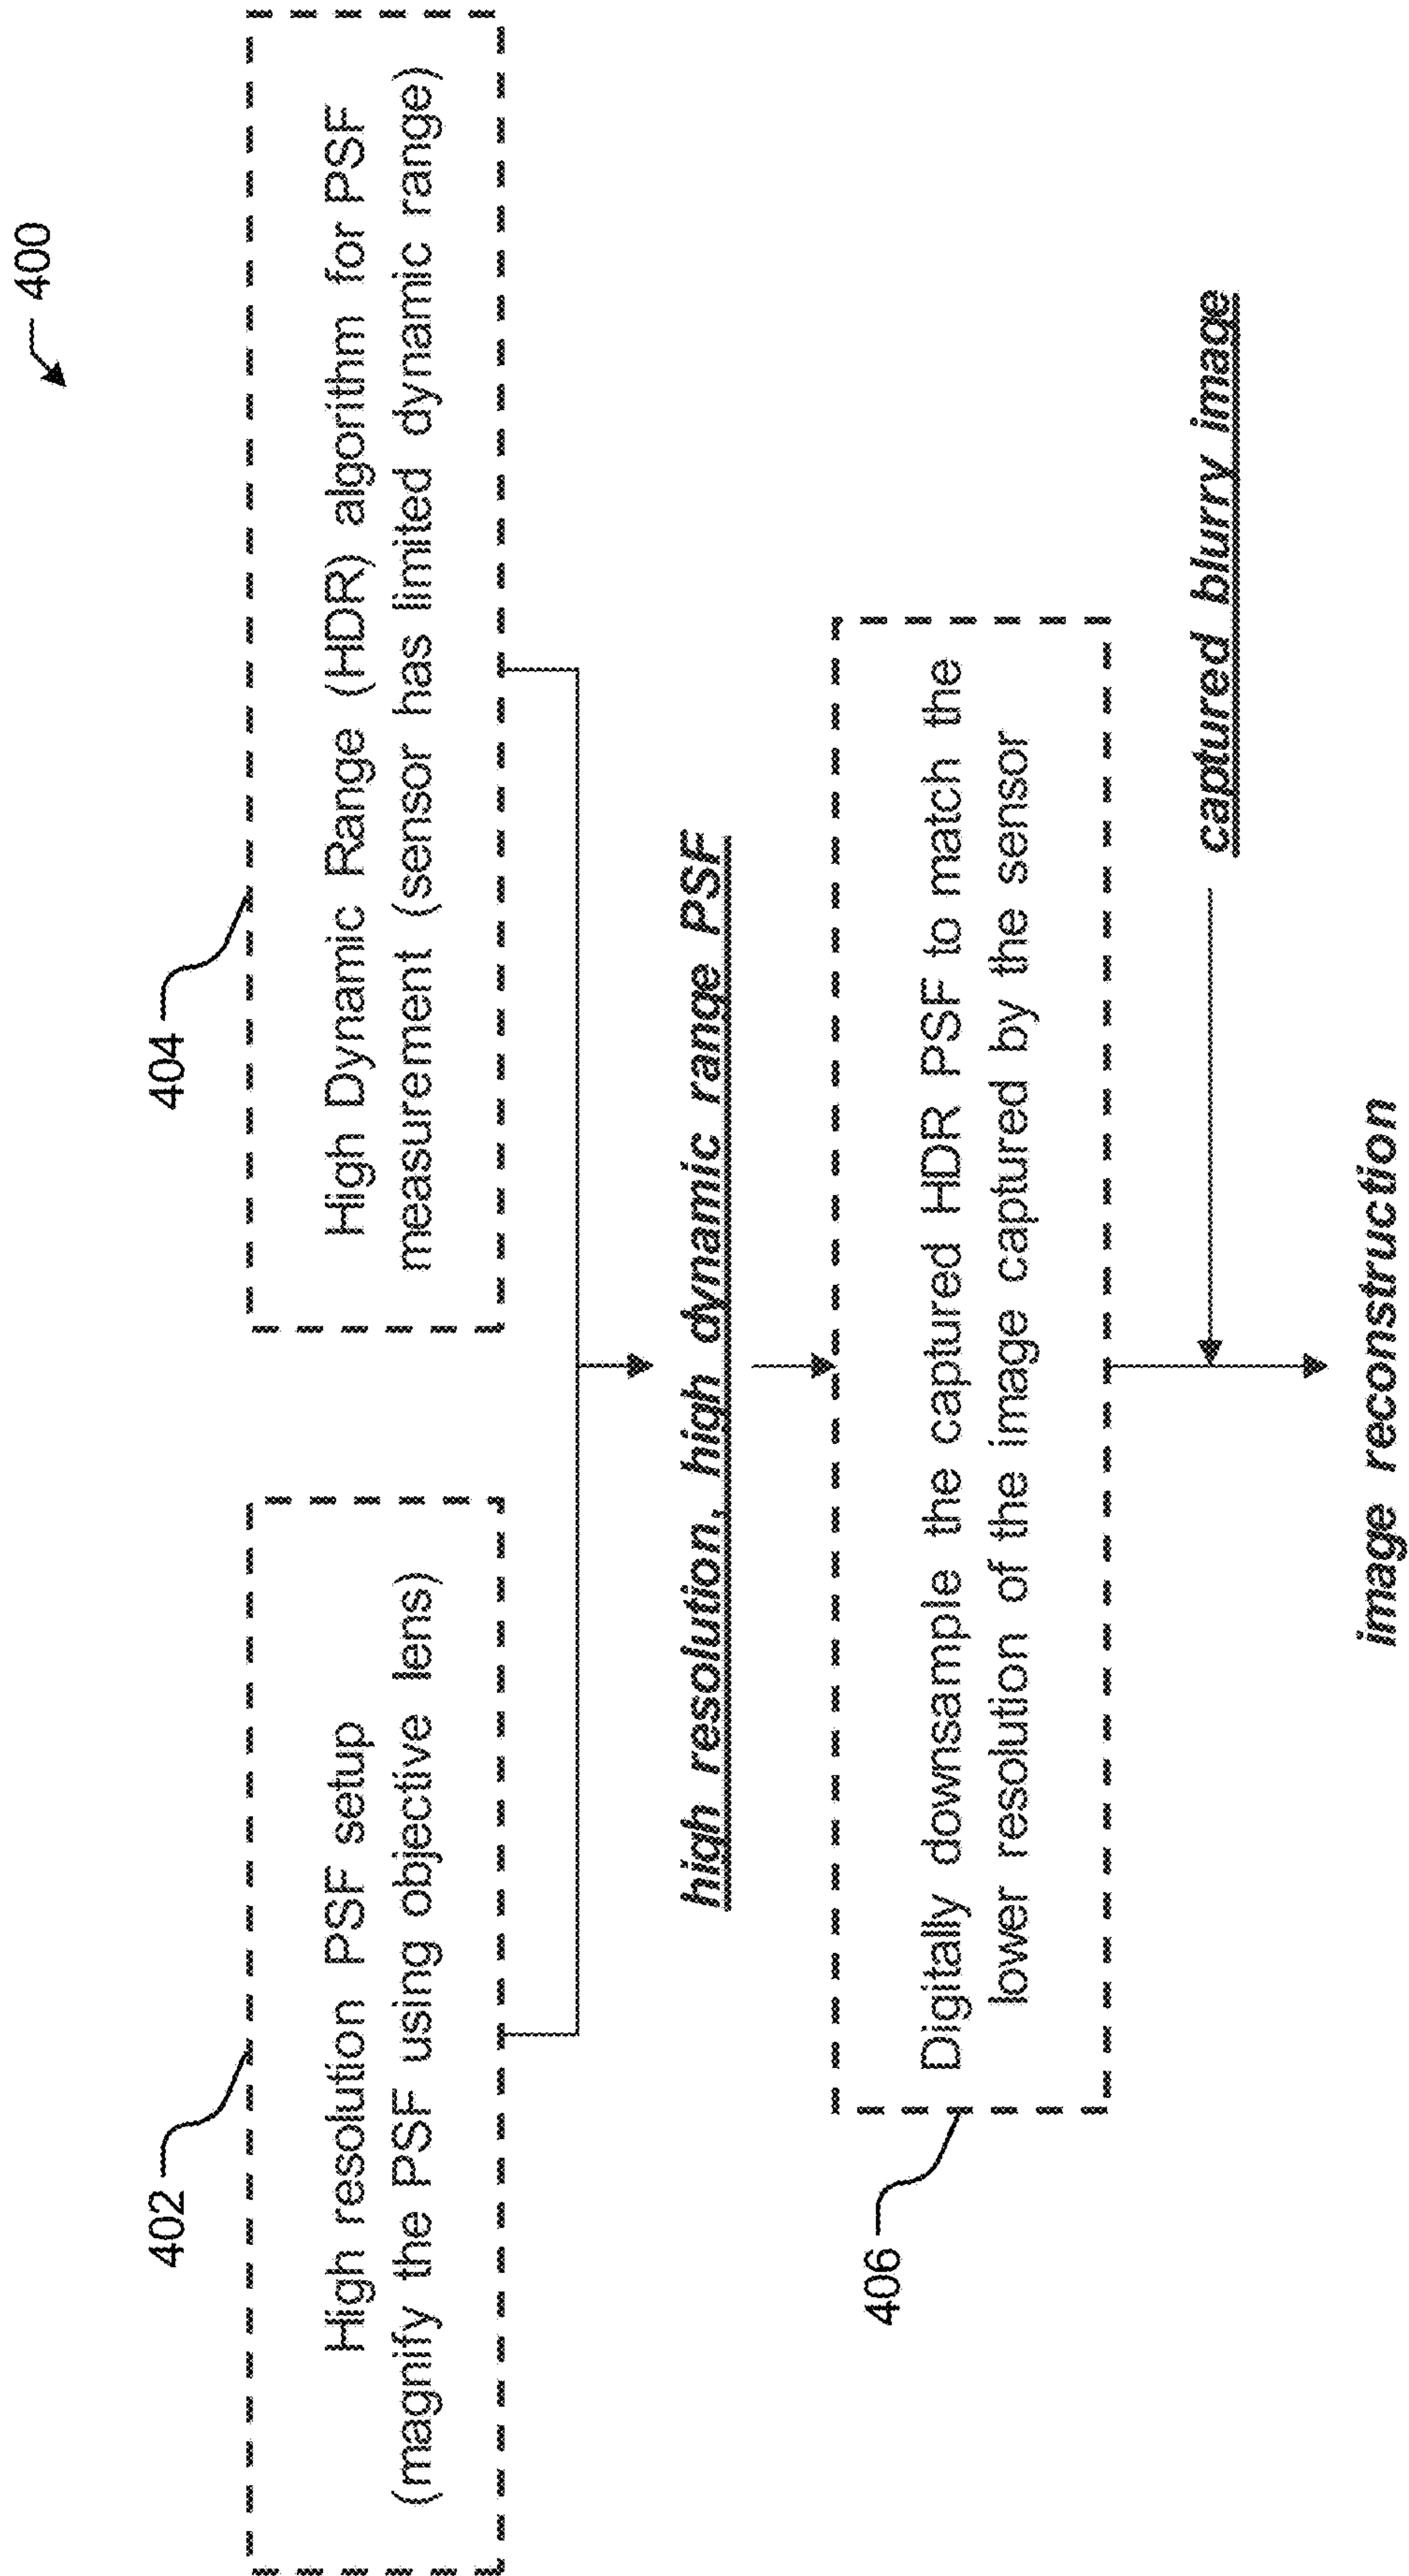 400
402
High resolution PSF setup
(magnify the PSF using objective lens)
404
High Dynamic Range (HDR) algorithm for PSF
measurement (sensor has limited dynamic range)
high resolution, high dynamic range PSF
406
Digitally downsample the captured HDR PSF to match the
lower resolution of the image captured by the sensor
captured blurry image
image reconstruction